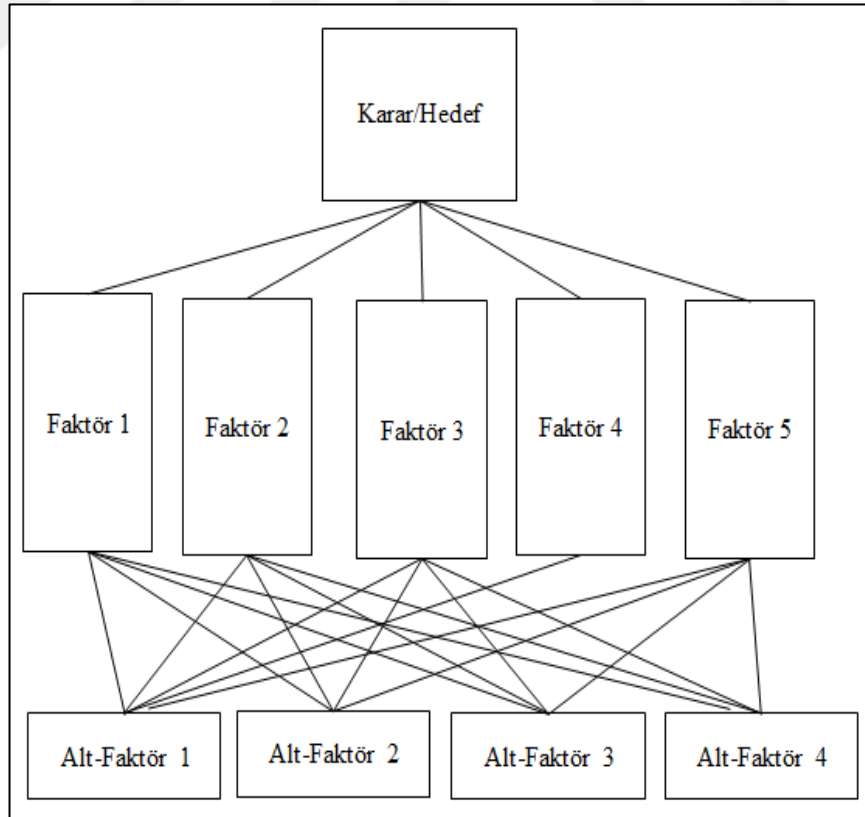 Karar/Hedef
Faktör 1
Faktör 2
Faktör 3
Faktör 4
Faktör 5
Alt-Faktör 1
Alt-Faktör 2
Alt-Faktör 3
Alt-Faktör 4